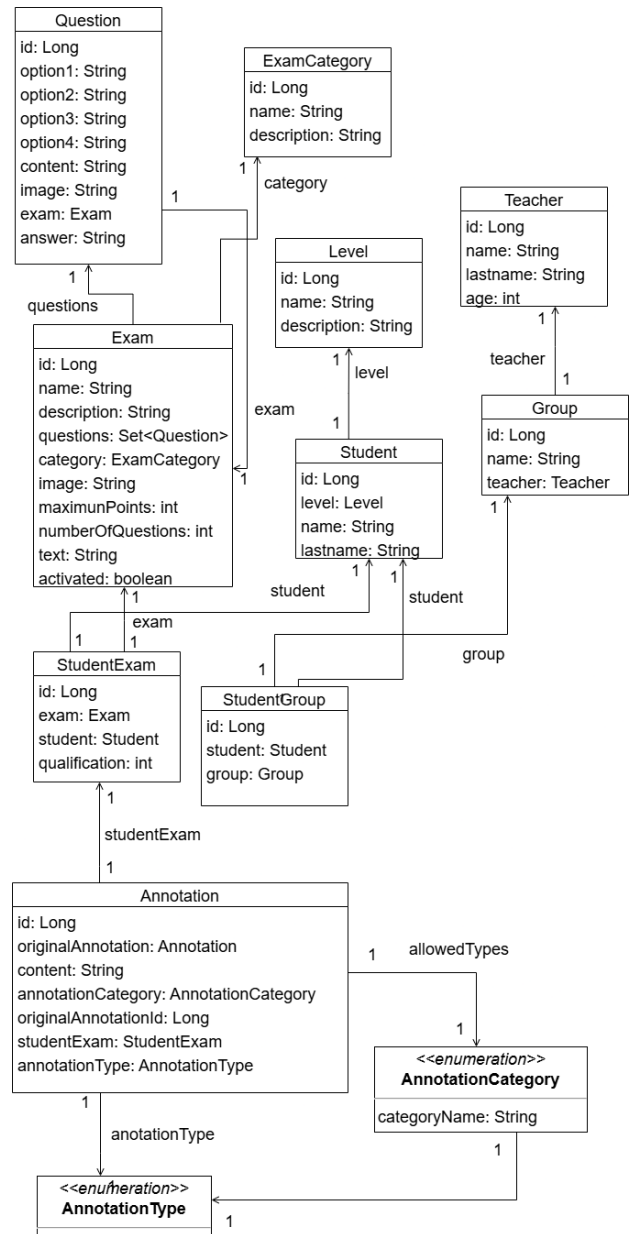 Question
id: Long
option1: String
option2: String
option3: String
option4: String
content: String
image: String
exam: Exam
answer: String
ExamCategory
id: Long
name: String
description: String
1
category
1
1
questions
Level
id: Long
name: String
description: String
1
level
1
Teacher
id: Long
name: String
lastname: String
age: int
1
teacher
1
Exam
id: Long
name: String
description: String
questions: Set<Question>
category: ExamCategory
image: String
maximunPoints: int
numberOfQuestions: int
text: String
activated: boolean
exam
1
Student
id: Long
level: Level
name: String
lastname: String
Group
id: Long
name: String
teacher: Teacher
1
1
1
student
student
1
exam
1
1
group
1
StudentExam
id: Long
exam: Exam
student: Student
qualification: int
StudentGroup
id: Long
student: Student
group: Group
1
studentExam
1
Annotation
id: Long
originalAnnotation: Annotation
content: String
annotationCategory: AnnotationCategory
originalAnnotationId: Long
studentExam: StudentExam
annotationType: AnnotationType
1
allowedTypes
1
<<enumeration>>
AnnotationCategory
categoryName: String
1
1
anotationType
1
<<enumeration>>
AnnotationType
1